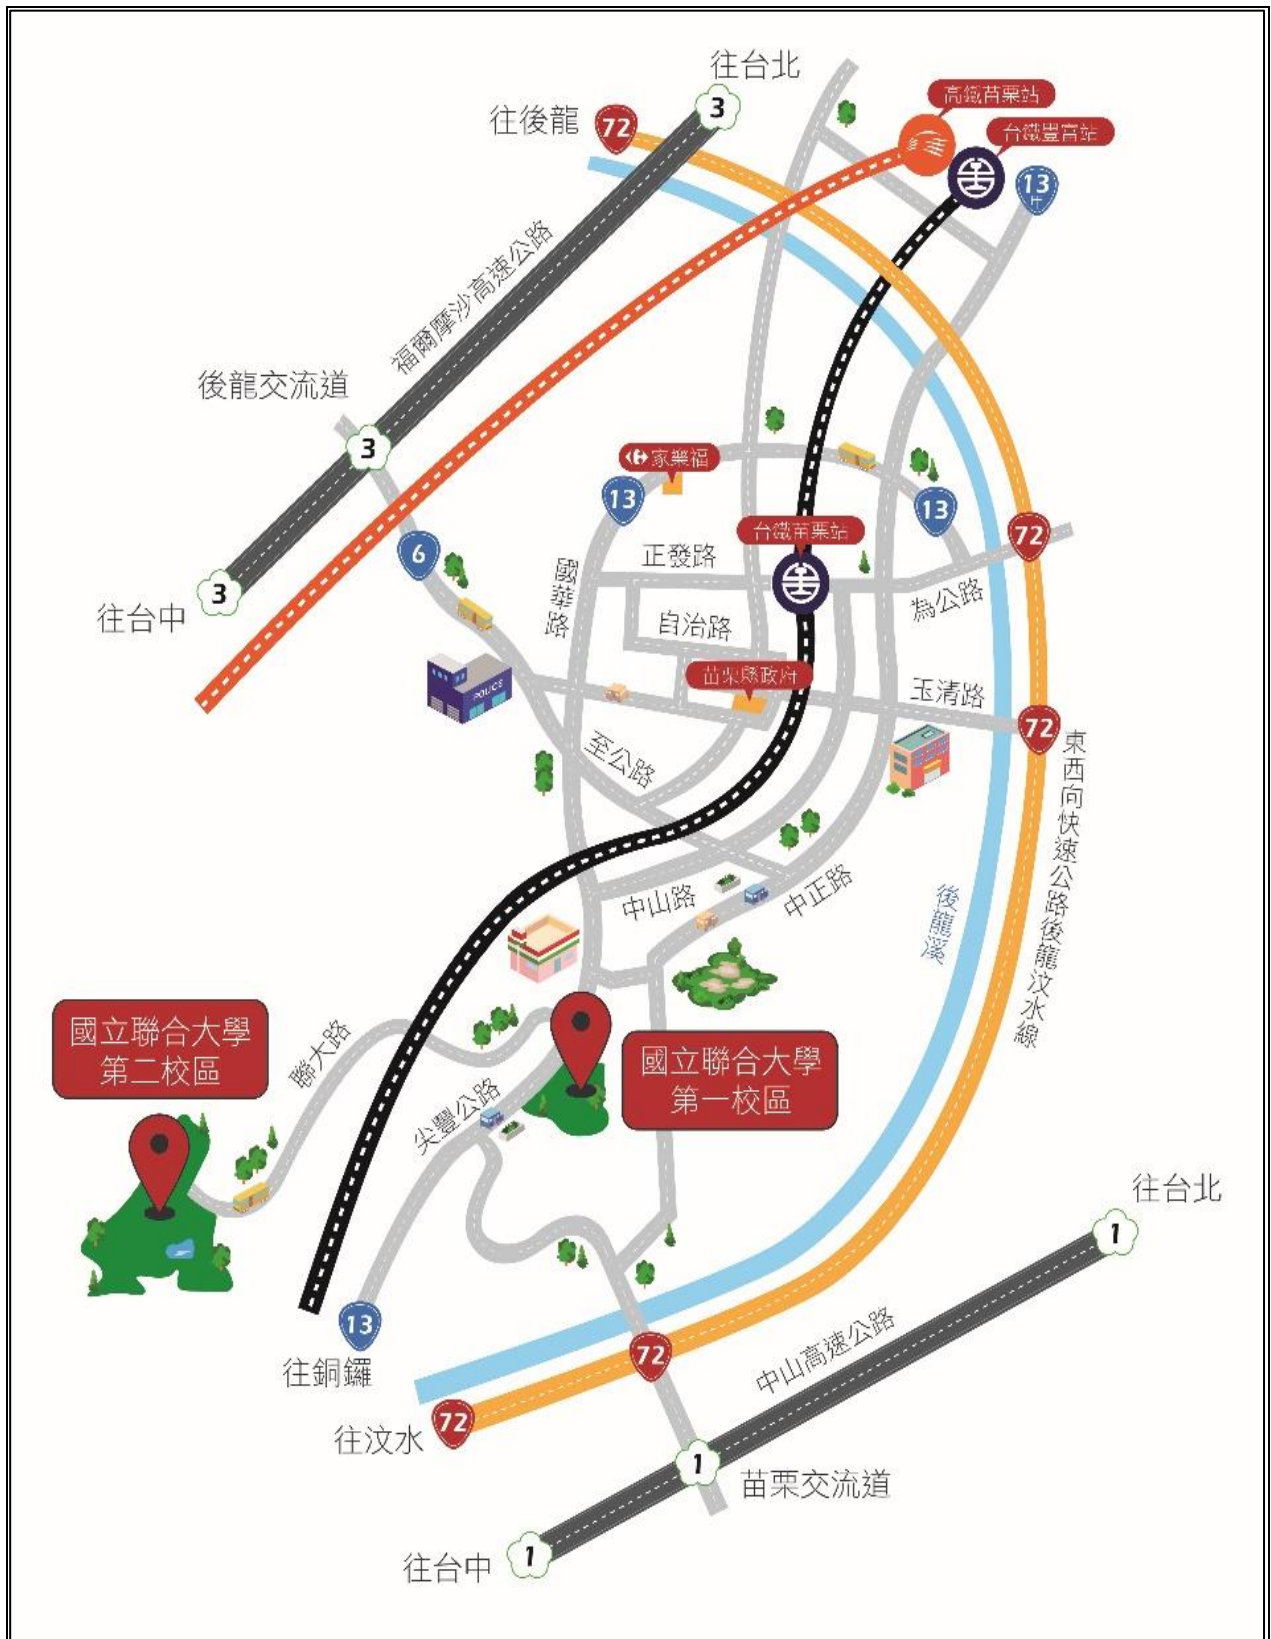 往台北
3
高鐵苗栗站
往後龍
72
台鐵豐富站
13
甲
福爾摩沙高速公路
後龍交流道
3
家樂福
13
13
台鐵苗栗站
72
6
正發路
國華路
為公路
3
往台中
自治路
苗栗縣政府
玉清路
POLICE
72
至公路
東西向快速公路後龍汶水線
中山路
中正路
後龍溪
國立聯合大學
第二校區
聯大路
國立聯合大學
第一校區
尖豐公路
往台北
1
13
往銅鑼
72
中山高速公路
72
往汶水
1
苗栗交流道
1
往台中